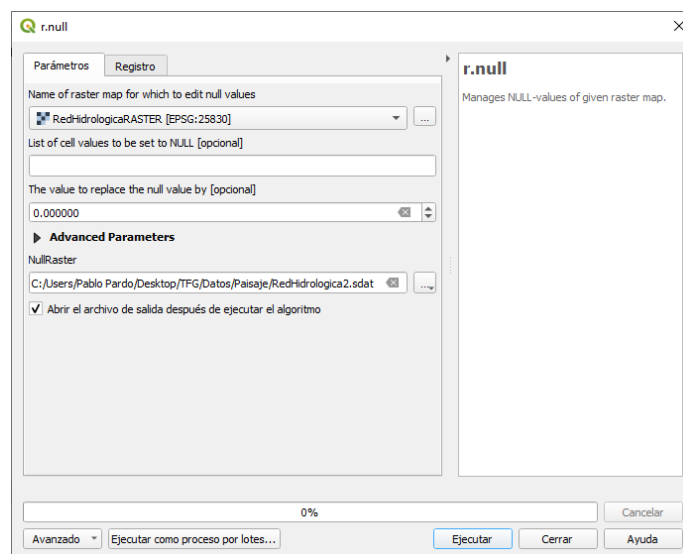 r.null
Parámetros
Registro
Name of raster map for which to edit null values
RedHidrologicaRASTER [EPSG:25830]
...
List of cell values to be set to NULL [opcional]
The value to replace the null value by [opcional]
0.000000
Advanced Parameters
NullRaster
C:/Users/Pablo Pardo/Desktop/TFG/Datos/Paisaje/RedHidrologica2.sdat
...
Abrir el archivo de salida después de ejecutar el algoritmo
r.null
Manages NULL-values of given raster map.
0%
Cancelar
Avanzado
Ejecutar como proceso por lotes...
Ejecutar
Cerrar
Ayuda